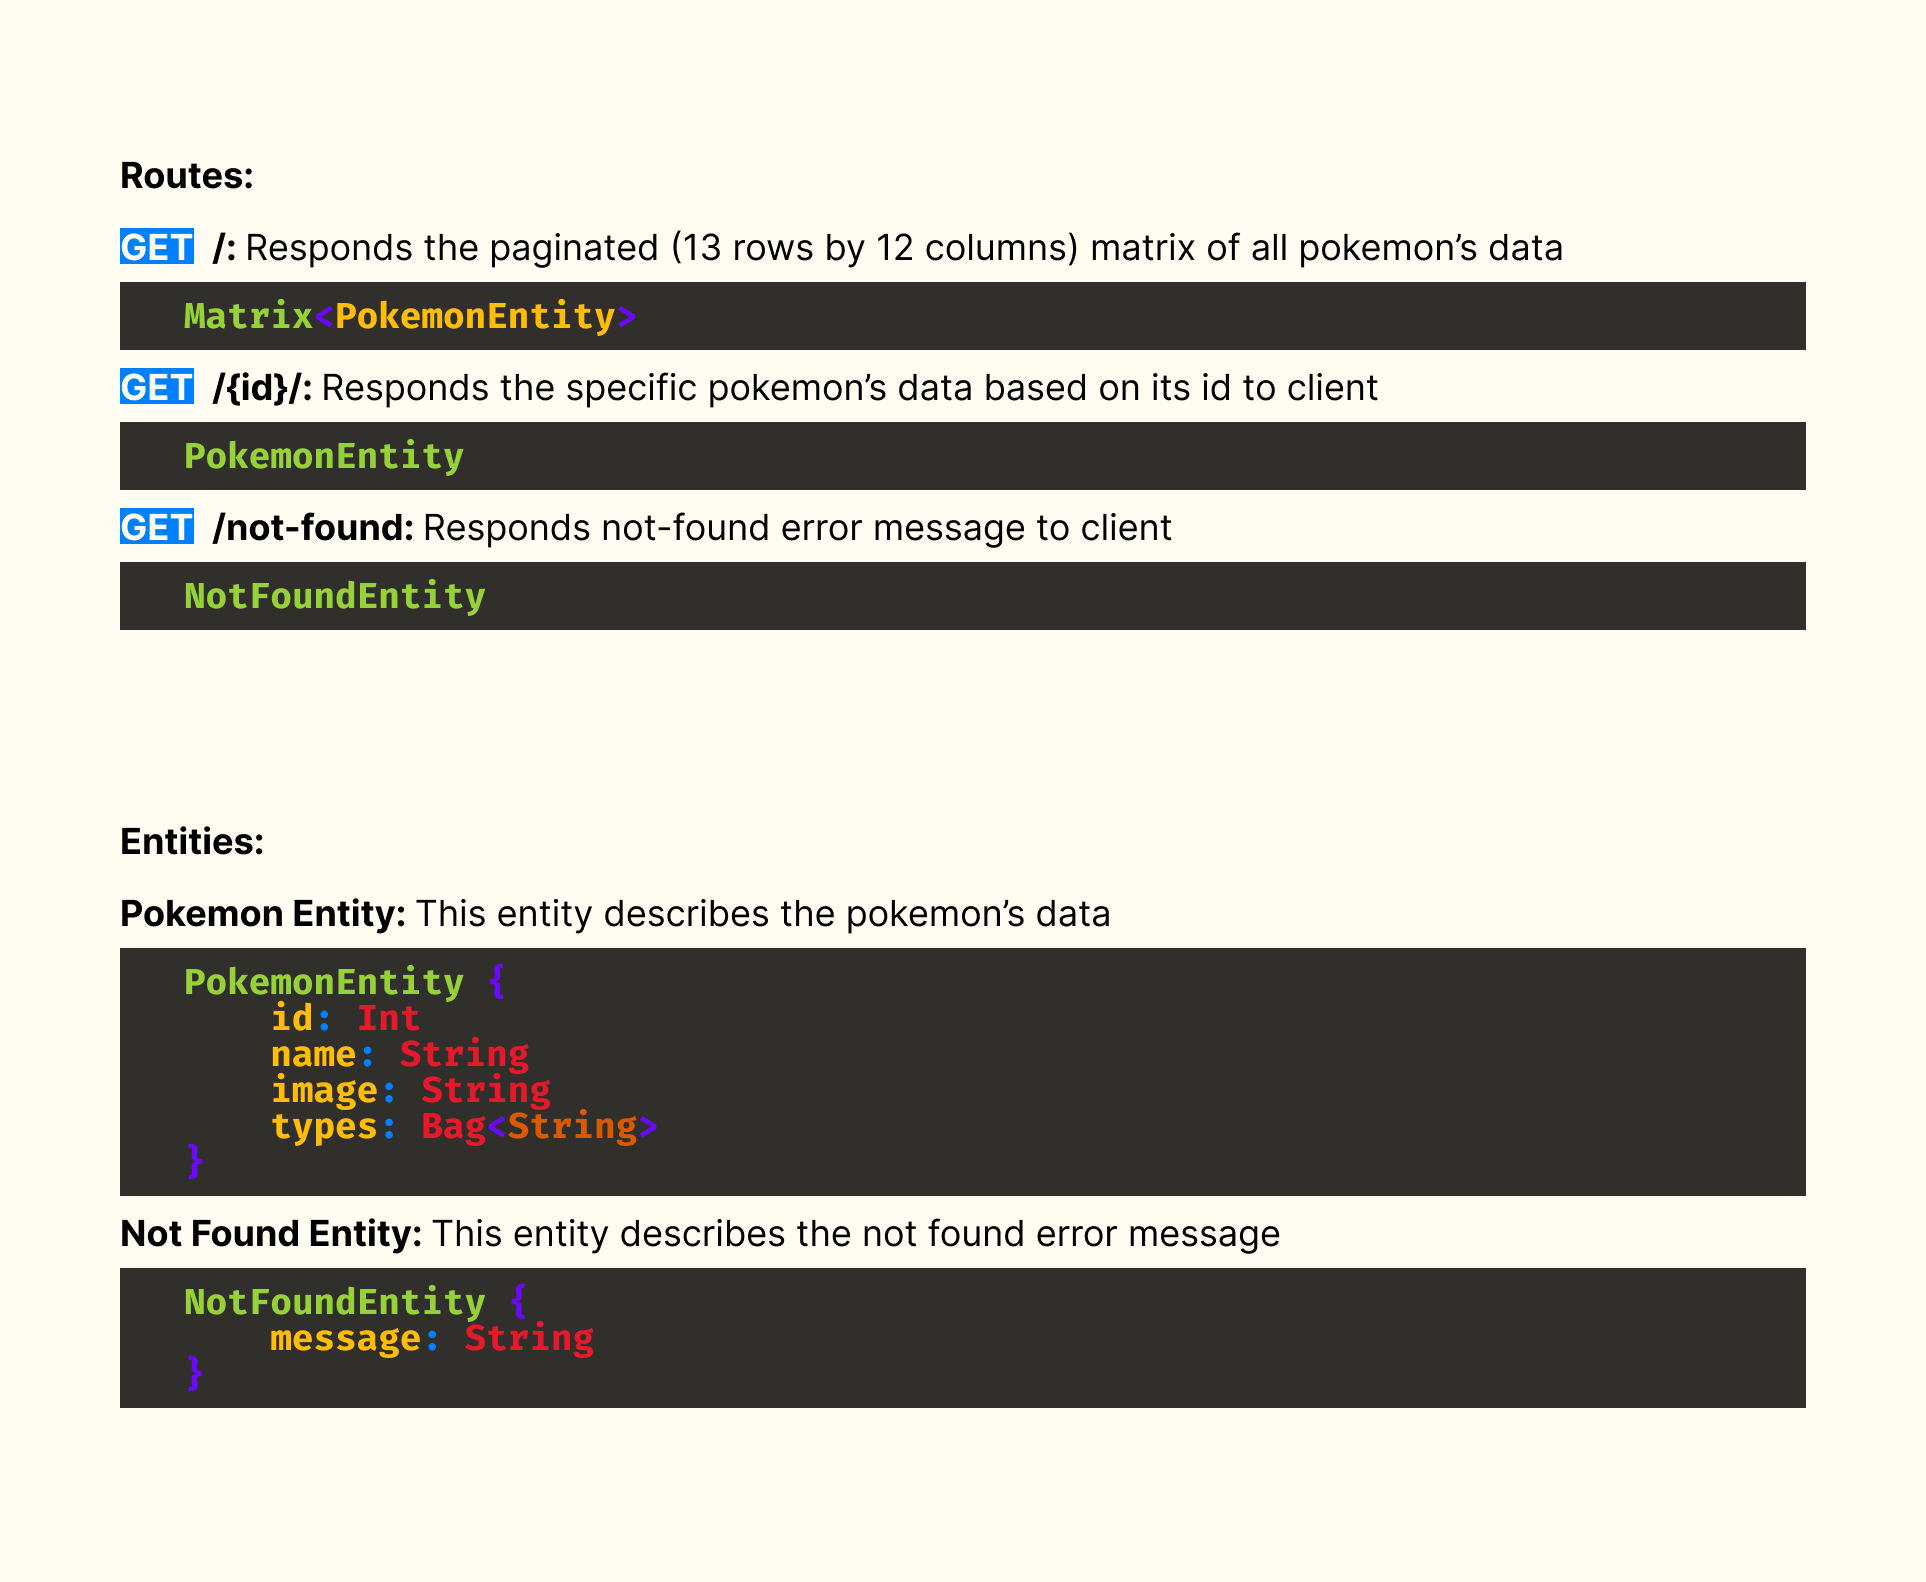 Routes:
GET /: Responds the paginated (13 rows by 12 columns) matrix of all pokemon’s data
Matrix<PokemonEntity>
GET /{id}/: Responds the specific pokemon’s data based on its id to client
PokemonEntity
GET /not-found: Responds not-found error message to client
NotFoundEntity
Entities:
Pokemon Entity: This entity describes the pokemon’s data
PokemonEntity {
id: Int
name: String
image: String
types: Bag<String>
}
Not Found Entity: This entity describes the not found error message
NotFoundEntity {
message: String
}